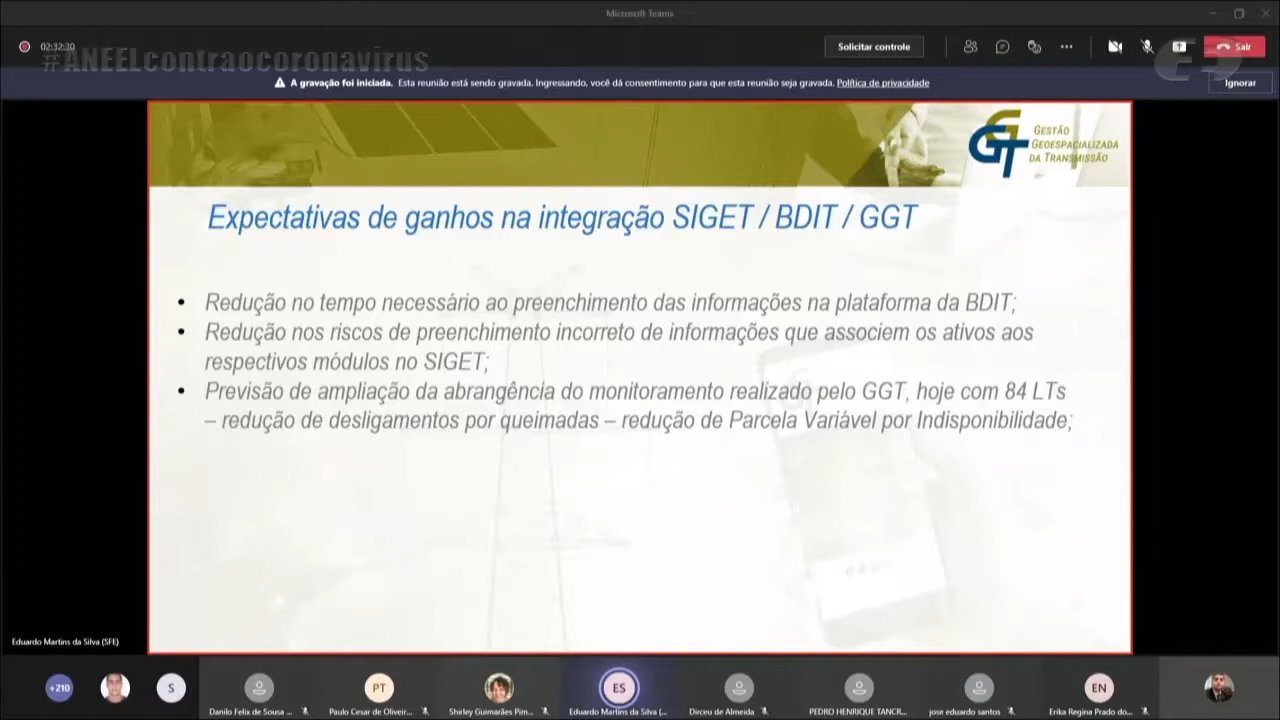 Microsoft Teams
02:32:30
#ANEELcontraocoronavirus
Solicitar controle
Sair
A gravação foi iniciada. Esta reunião está sendo gravada. Ingressando, você dá consentimento para que esta reunião seja gravada. Política de privacidade
Ignorar
GGT
GESTÃO
GEOESPACIALIZADA
DA TRANSMISSÃO
Expectativas de ganhos na integração SIGET / BDIT / GGT
• Redução no tempo necessário ao preenchimento das informações na plataforma da BDIT;
• Redução nos riscos de preenchimento incorreto de informações que associem os ativos aos
respectivos módulos no SIGET;
• Previsão de ampliação da abrangência do monitoramento realizado pelo GGT, hoje com 84 LTs
– redução de desligamentos por queimadas – redução de Parcela Variável por Indisponibilidade;
Eduardo Martins da Silva (SFE)
+210
S
PT
ES
EN
Danilo Felix de Sousa ...
Paulo Cesar de Oliveir...
Shirley Guimarães Pim...
Eduardo Martins da Silva (...
Dirceu de Almeida
PEDRO HENRIQUE TANCR...
jose eduardo santos
Erika Regina Prado do...